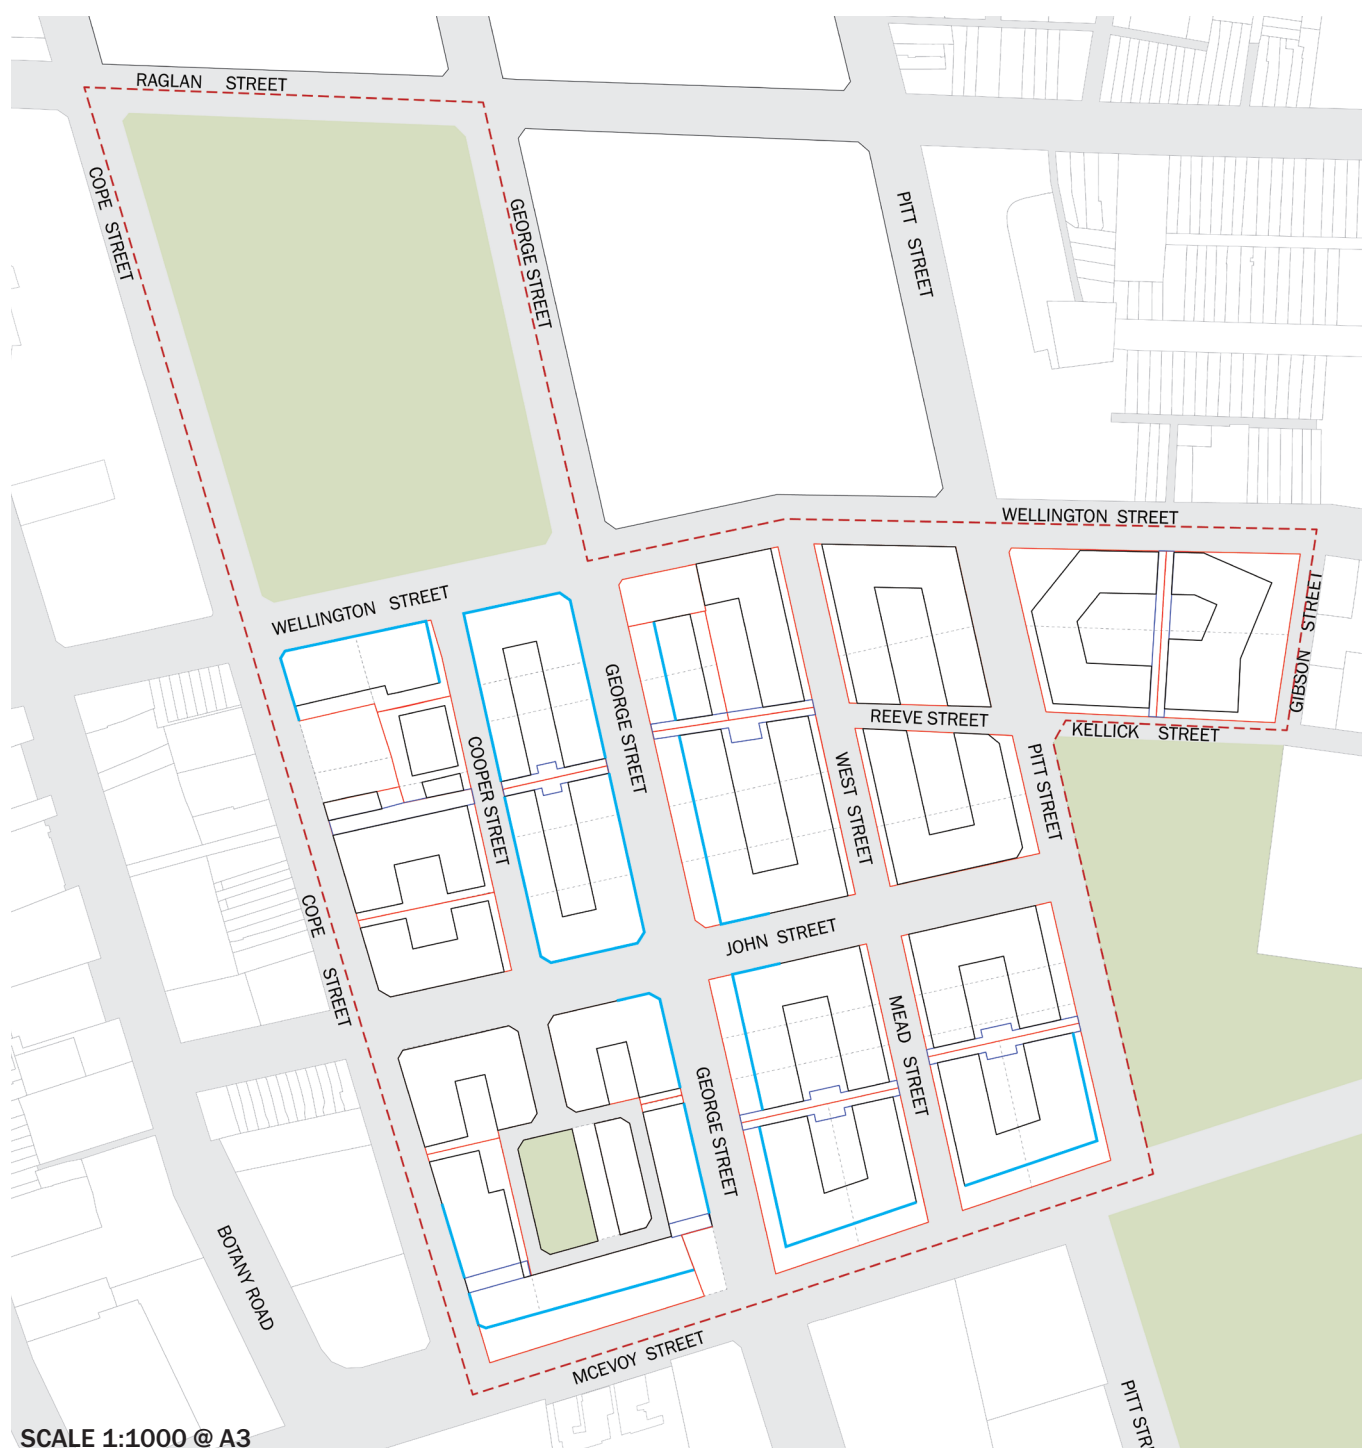 RAGLAN STREET
COPE STREET
GEORGE STREET
PITT STREET
WELLINGTON STREET
WELLINGTON STREET
GIBSON STREET
GEORGE STREET
REEVE STREET
KELLICK STREET
COOPER STREET
WEST STREET
PITT STREET
COPE STREET
JOHN STREET
MEAD STREET
GEORGE STREET
BOTANY ROAD
MCEVOY STREET
PITT STR
SCALE 1:1000 @ A3